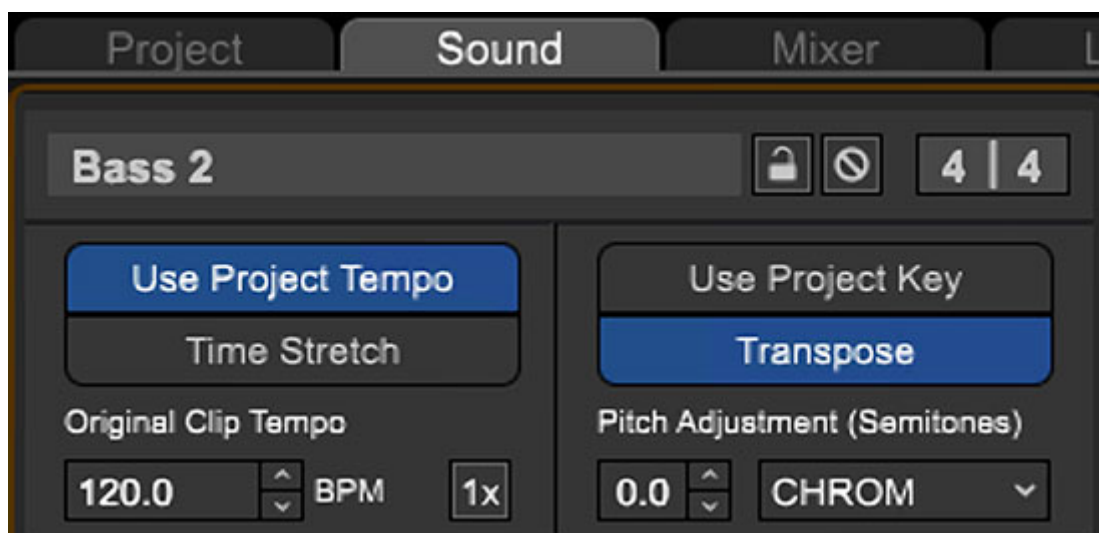 Project Sound Mixer L
Bass 2 4 | 4
Use Project Tempo Use Project Key
Time Stretch Transpose
Original Clip Tempo Pitch Adjustment (Semitones)
120.0 BPM 1x 0.0 CHROM